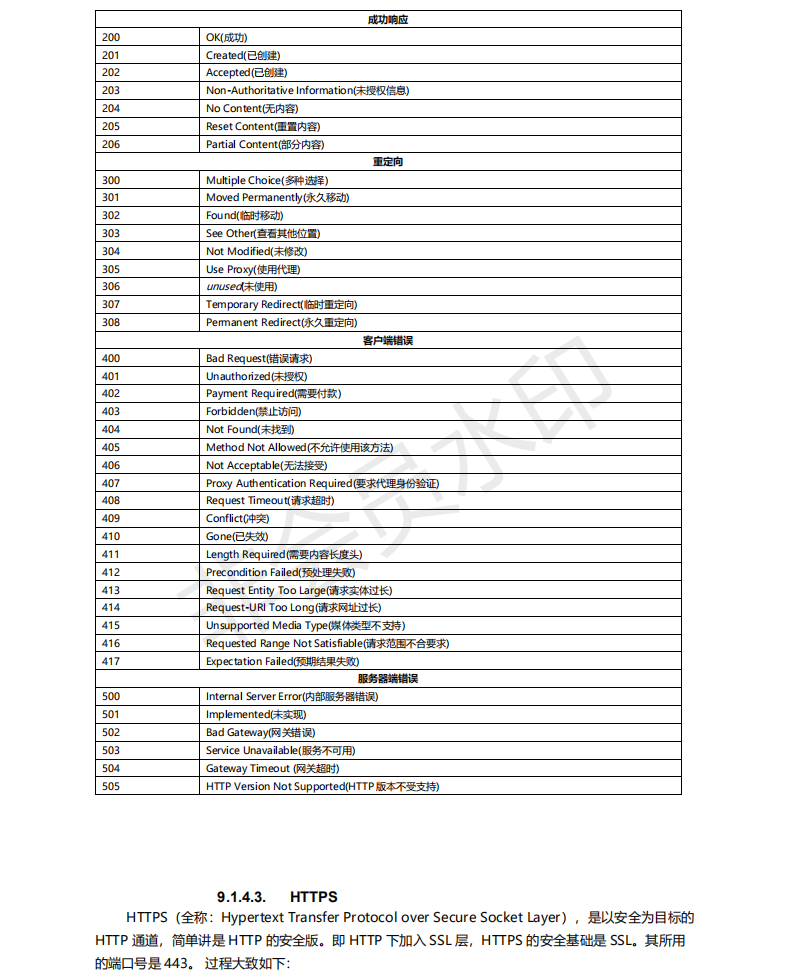 成功响应
200 OK(成功)
201 Created(已创建)
202 Accepted(已创建)
203 Non-Authoritative Information(未授权信息)
204 No Content(无内容)
205 Reset Content(重置内容)
206 Partial Content(部分内容)
重定向
300 Multiple Choice(多种选择)
301 Moved Permanently(永久移动)
302 Found(临时移动)
303 See Other(查看其他位置)
304 Not Modified(未修改)
305 Use Proxy(使用代理)
306 unused(未使用)
307 Temporary Redirect(临时重定向)
308 Permanent Redirect(永久重定向)
客户端错误
400 Bad Request(错误请求)
401 Unauthorized(未授权)
402 Payment Required(需要付款)
403 Forbidden(禁止访问)
404 Not Found(未找到)
405 Method Not Allowed(不允许使用该方法)
406 Not Acceptable(无法接受)
407 Proxy Authentication Required(要求代理身份验证)
408 Request Timeout(请求超时)
409 Conflict(冲突)
410 Gone(已失效)
411 Length Required(需要内容长度头)
412 Precondition Failed(预处理失败)
413 Request Entity Too Large(请求实体过长)
414 Request-URI Too Long(请求网址过长)
415 Unsupported Media Type(媒体类型不支持)
416 Requested Range Not Satisfiable(请求范围不合要求)
417 Expectation Failed(预期结果失败)
服务器端错误
500 Internal Server Error(内部服务器错误)
501 Implemented(未实现)
502 Bad Gateway(网关错误)
503 Service Unavailable(服务不可用)
504 Gateway Timeout (网关超时)
505 HTTP Version Not Supported(HTTP 版本不受支持)
非会员水印
9.1.4.3. HTTPS
HTTPS（全称：Hypertext Transfer Protocol over Secure Socket Layer），是以安全为目标的
HTTP 通道，简单讲是 HTTP 的安全版。即 HTTP 下加入 SSL 层，HTTPS 的安全基础是 SSL。其所用
的端口号是 443。 过程大致如下：